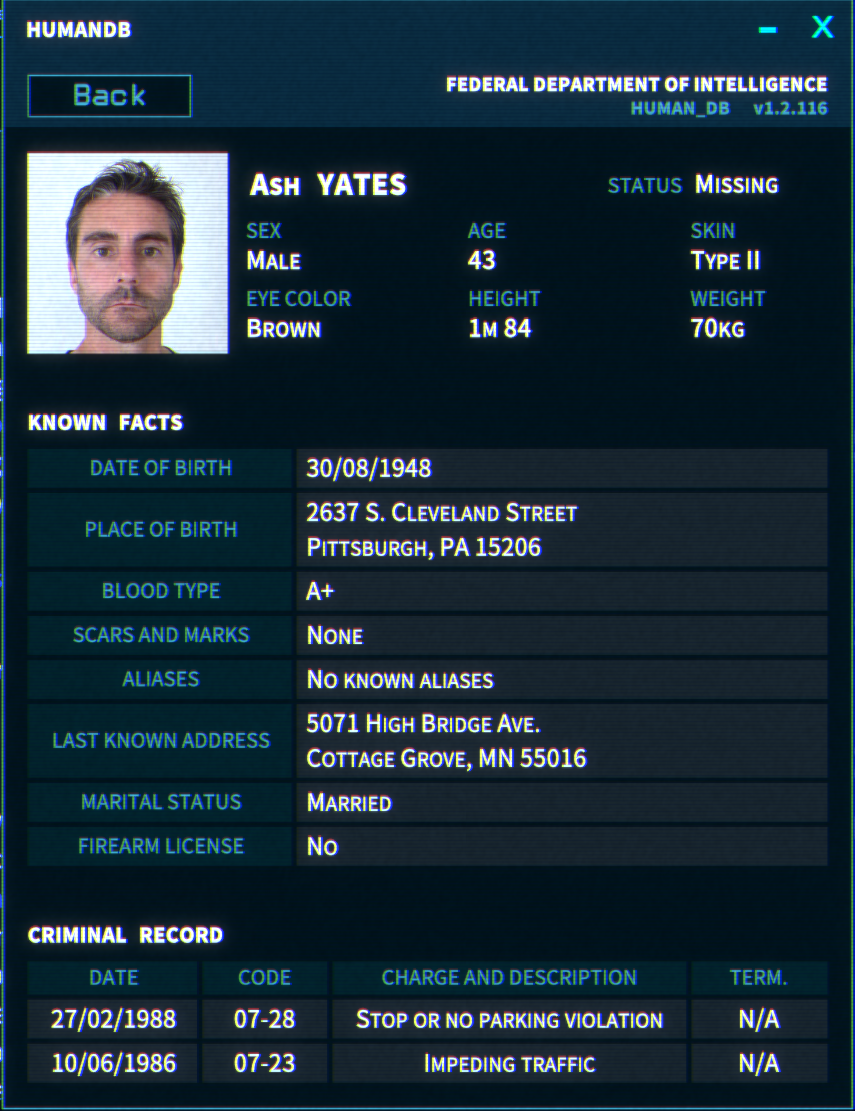 HUMANDB
Back
FEDERAL DEPARTMENT OF INTELLIGENCE
HUMAN_DB v1.2.116
ASH YATES STATUS MISSING
SEX AGE SKIN
MALE 43 TYPE II
EYE COLOR HEIGHT WEIGHT
BROWN 1M 84 70KG
KNOWN FACTS
DATE OF BIRTH 30/08/1948
PLACE OF BIRTH 2637 S. CLEVELAND STREET
PITTSBURGH, PA 15206
BLOOD TYPE A+
SCARS AND MARKS NONE
ALIASES NO KNOWN ALIASES
LAST KNOWN ADDRESS 5071 HIGH BRIDGE AVE.
COTTAGE GROVE, MN 55016
MARITAL STATUS MARRIED
FIREARM LICENSE NO
CRIMINAL RECORD
DATE CODE CHARGE AND DESCRIPTION TERM.
27/02/1988 07-28 STOP OR NO PARKING VIOLATION N/A
10/06/1986 07-23 IMPEDING TRAFFIC N/A